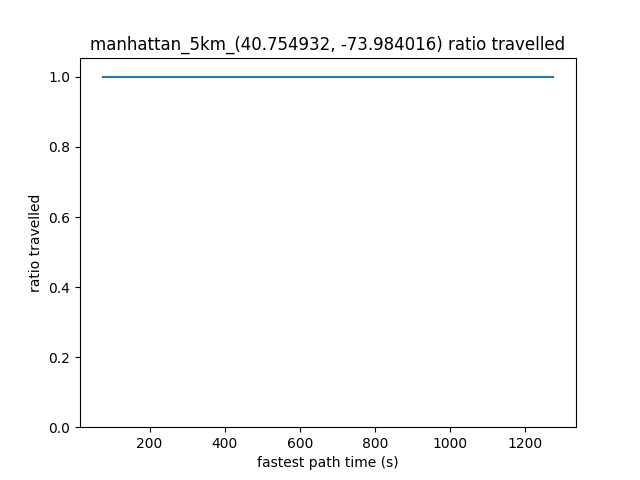 manhattan_5km_(40.754932, -73.984016) ratio travelled
1.0
0.8
0.6
0.4
0.2
0.0
ratio travelled
200 400 600 800 1000 1200
fastest path time (s)